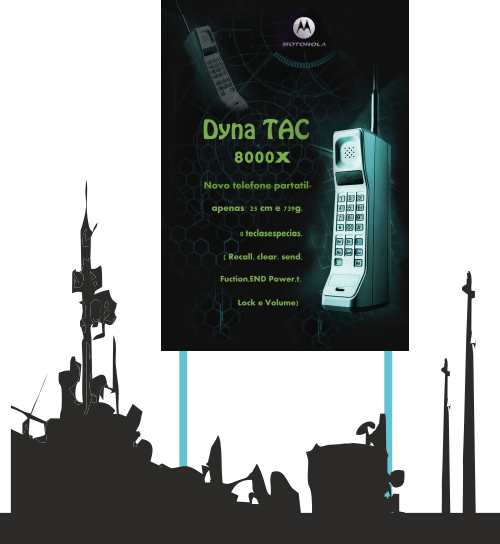 MOTOROLA
Dyna TAC
8000X
Novo telefone partatil-
apenas 25 cm e 739g.
0 teclasespecias.
[ Recall, clear, send,
Fuction,END Power,t.
Lock e Volume]